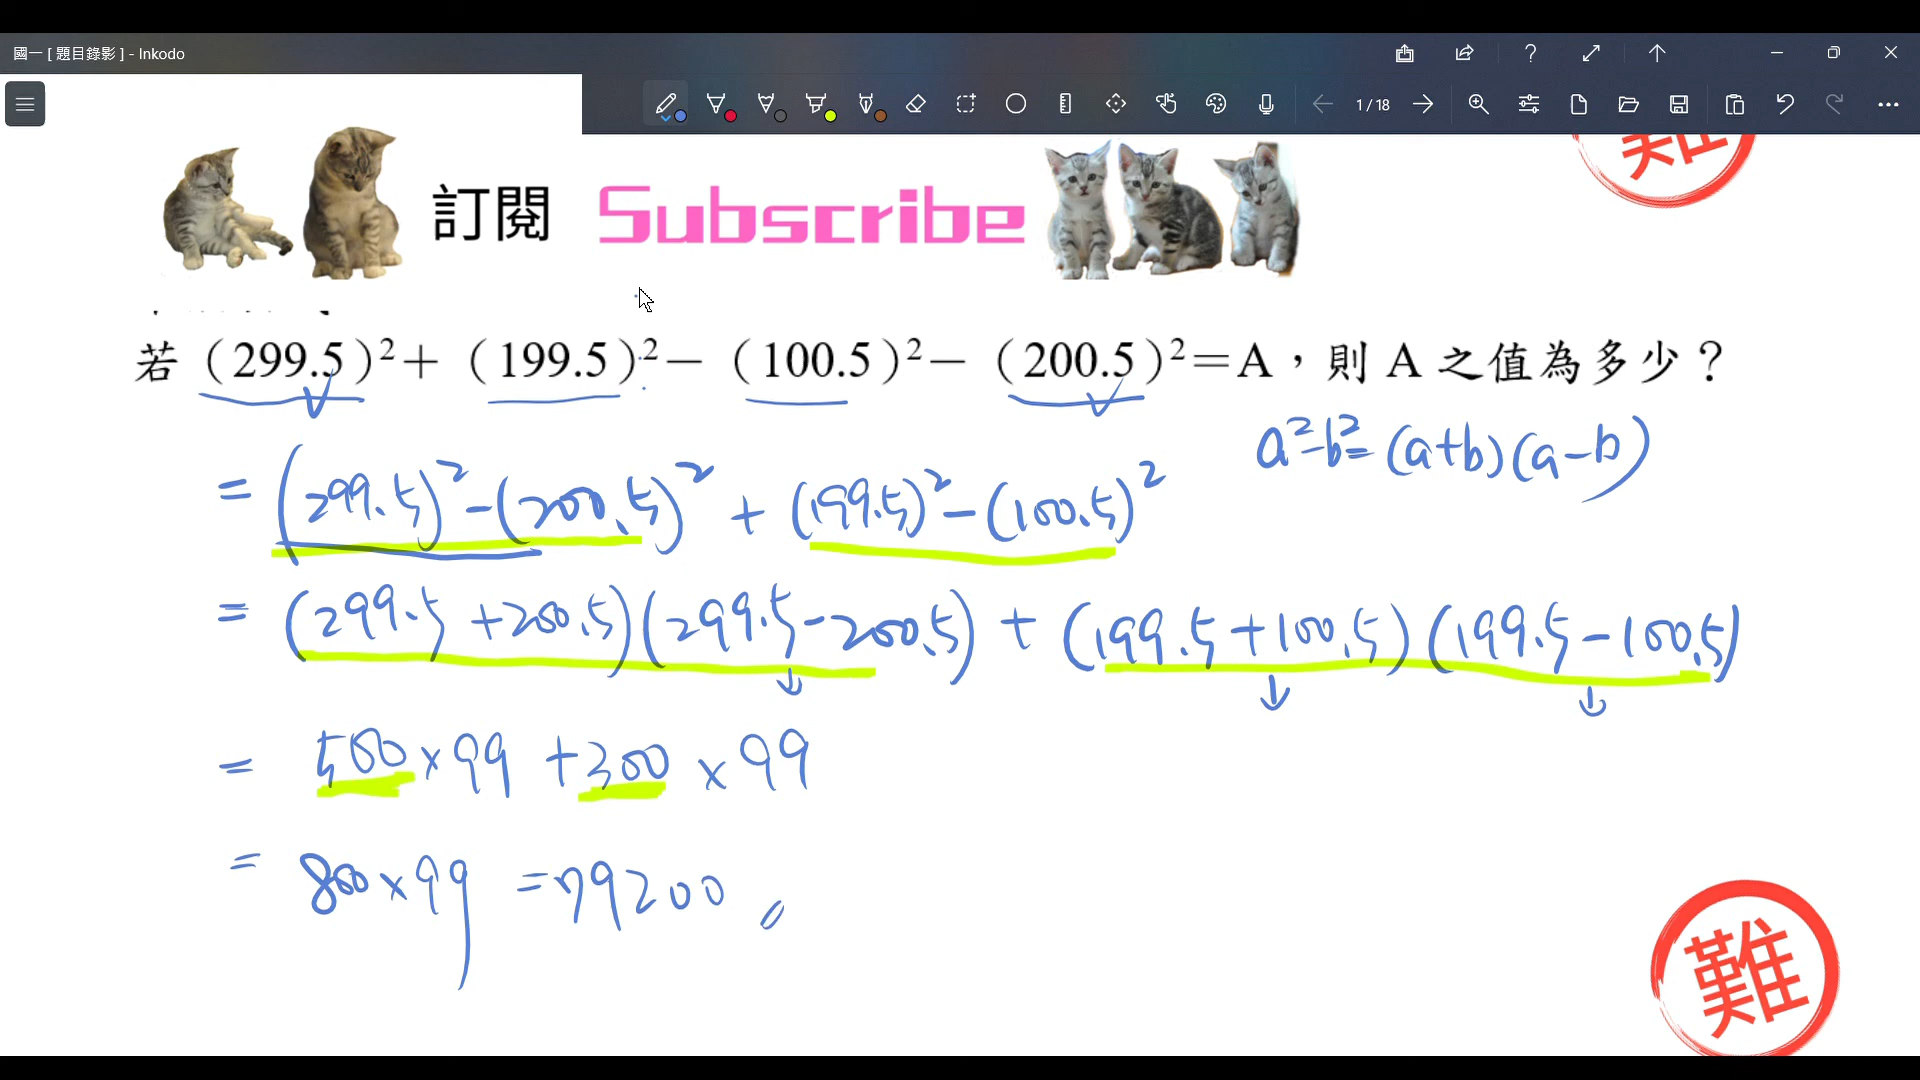 國一 [ 題目錄影 ] - Inkodo
1 / 18
訂閱 Subscribe
難
若 (299.5)²+ (199.5)²− (100.5)²− (200.5)²=A，則 A 之值為多少？
a²-b²= (a+b)(a-b)
= (299.5)²-(200.5)² + (199.5)²-(100.5)²
= (299.5+200.5)(299.5-200.5) + (199.5+100.5)(199.5-100.5)
= 500×99 +300 ×99
= 800×99 =79200
難